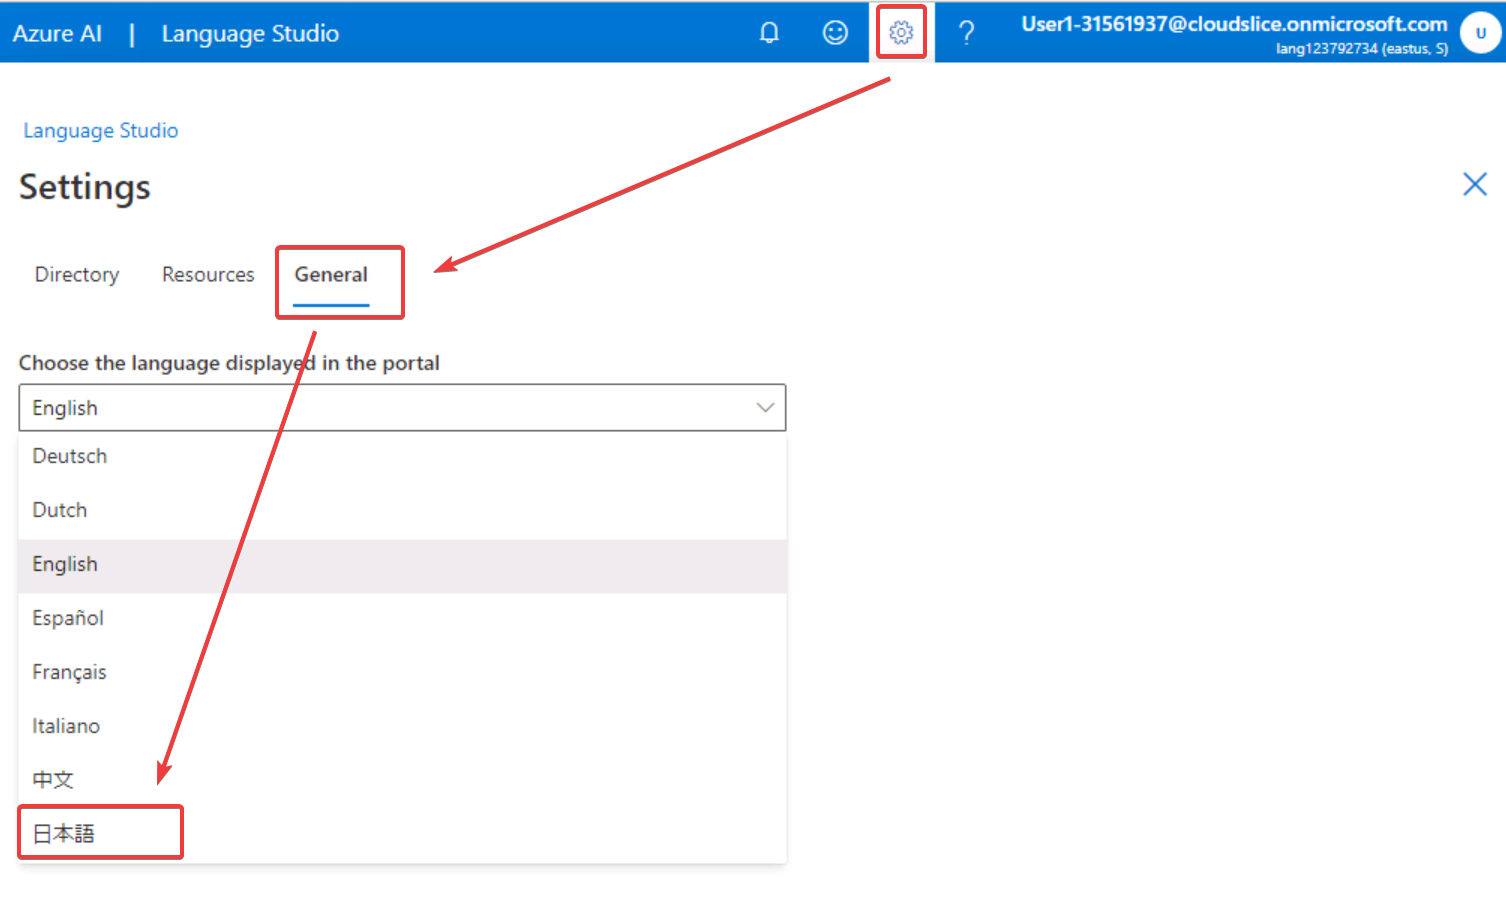 Azure AI | Language Studio
? User1-31561937@cloudslice.onmicrosoft.com
lang123792734 (eastus, S)
U
Language Studio
Settings
Directory Resources General
Choose the language displayed in the portal
English
Deutsch
Dutch
English
Español
Français
Italiano
中文
日本語